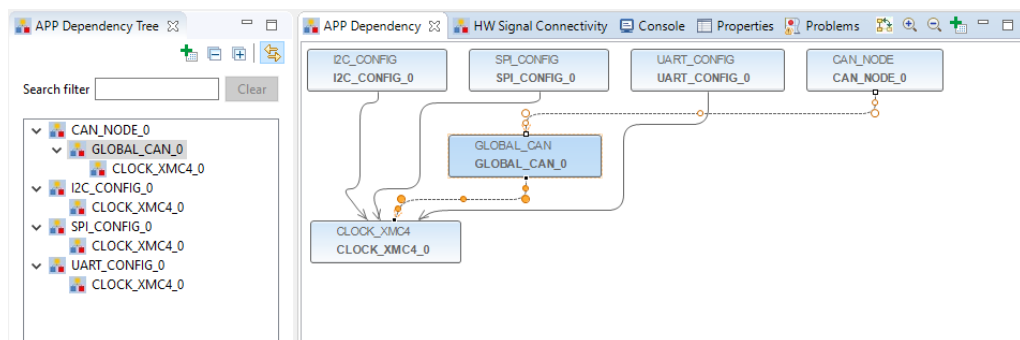 APP Dependency Tree
Search filter
Clear
CAN_NODE_0
GLOBAL_CAN_0
CLOCK_XMC4_0
I2C_CONFIG_0
CLOCK_XMC4_0
SPI_CONFIG_0
CLOCK_XMC4_0
UART_CONFIG_0
CLOCK_XMC4_0
APP Dependency
HW Signal Connectivity
Console
Properties
Problems
I2C_CONFIG
I2C_CONFIG_0
SPI_CONFIG
SPI_CONFIG_0
UART_CONFIG
UART_CONFIG_0
CAN_NODE
CAN_NODE_0
GLOBAL_CAN
GLOBAL_CAN_0
CLOCK_XMC4
CLOCK_XMC4_0